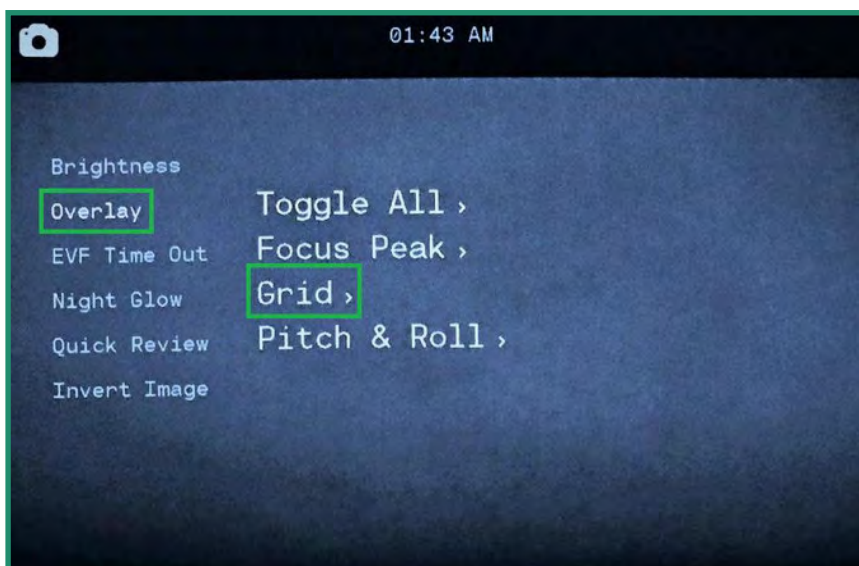 01:43 AM
Brightness
Overlay
EVF Time Out
Night Glow
Quick Review
Invert Image
Toggle All ›
Focus Peak ›
Grid ›
Pitch & Roll ›